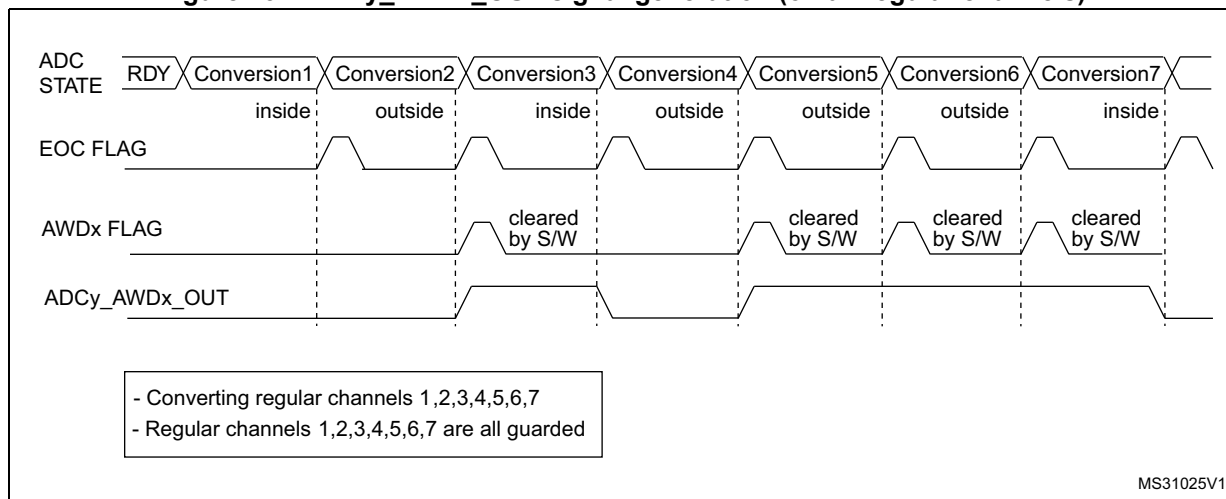 ADC
STATE
RDY Conversion1 Conversion2 Conversion3 Conversion4 Conversion5 Conversion6 Conversion7
inside outside inside outside outside outside inside
EOC FLAG
AWDx FLAG
cleared by S/W
cleared by S/W
cleared by S/W
cleared by S/W
ADCy_AWDx_OUT
- Converting regular channels 1,2,3,4,5,6,7
- Regular channels 1,2,3,4,5,6,7 are all guarded
MS31025V1